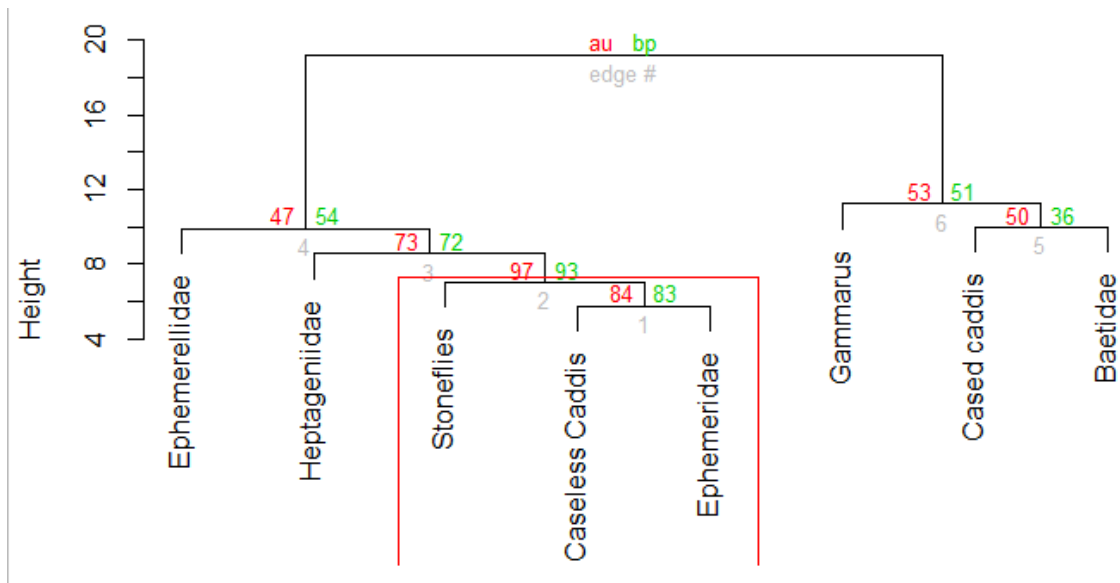 20
16
12
8
4
Height
au bp
edge #
47 54
4
73 72
3
97 93
2
84 83
1
53 51
6
50 36
5
Ephemerellidae
Heptageniidae
Stoneflies
Caseless Caddis
Ephemeridae
Gammarus
Cased caddis
Baetidae